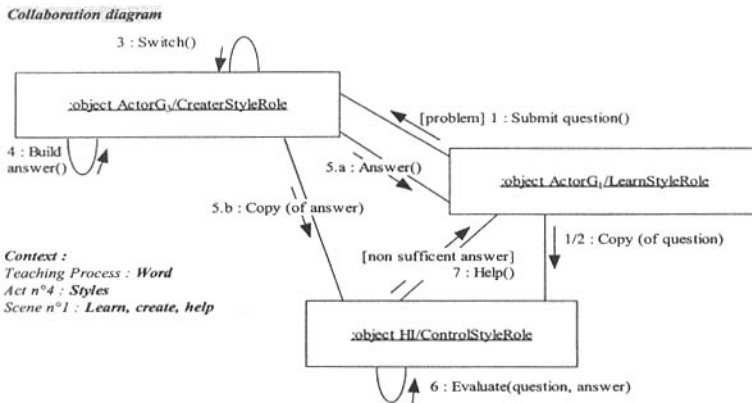 Collaboration diagram
3 : Switch()
:object ActorG3/CreaterStyleRole
[problem] 1 : Submit question()
4 : Build
answer()
5.a : Answer()
:object ActorG1/LearnStyleRole
5.b : Copy (of answer)
1/2 : Copy (of question)
[non sufficent answer]
7 : Help()
Context :
Teaching Process : Word
Act n°4 : Styles
Scene n°1 : Learn, create, help
:object HI/ControlStyleRole
6 : Evaluate(question, answer)